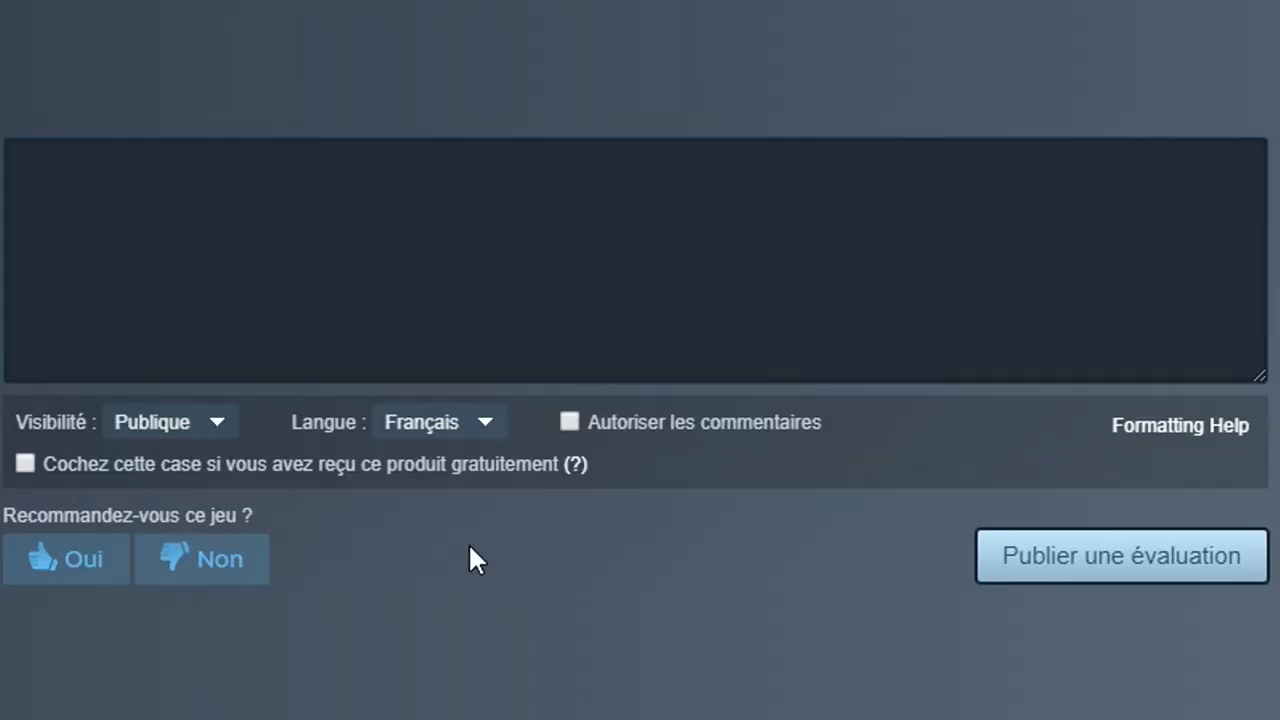 Visibilité : Publique Langue : Français Autoriser les commentaires Formatting Help
Cochez cette case si vous avez reçu ce produit gratuitement (?)
Recommandez-vous ce jeu ?
Oui Non Publier une évaluation